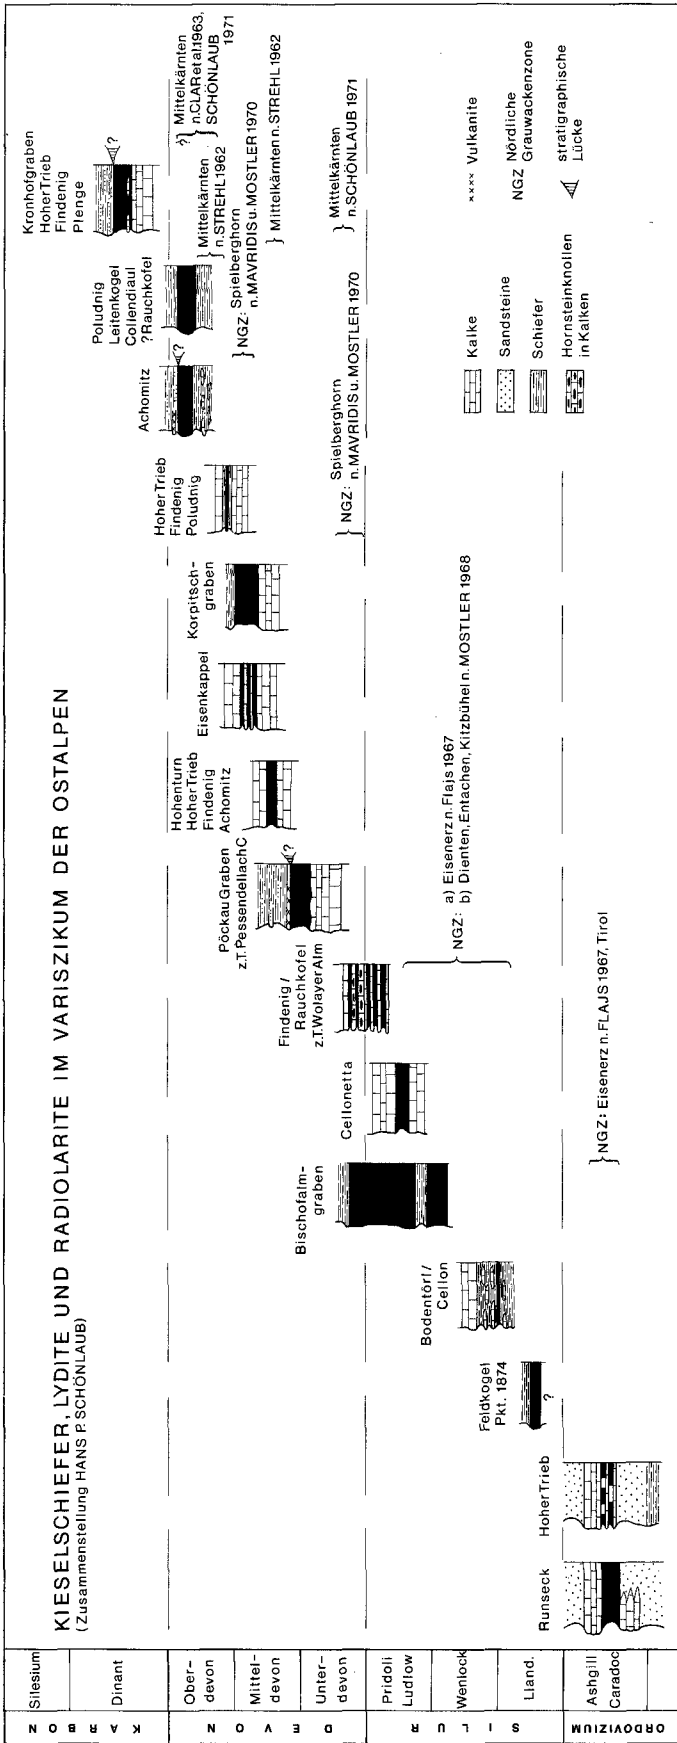 KIESELSCHIEFER, LYDITE UND RADIOLARITE IM VARISZIKUM DER OSTALPEN
(Zusammenstellung HANS P. SCHÖNLAUB)
KARBON
Silesium
Dinant
DEVON
Ober-
devon
Mittel-
devon
Unter-
devon
SILUR
Pridoli
Ludlow
Wenlock
Lland.
ORDOVIZIUM
Ashgill
Caradoc
Runseck
Hoher Trieb
Feldkogel
Pkt. 1874
?
Bodentörl /
Cellon
Bischofalm-
graben
Cellonetta
Findenig /
Rauchkofel
z.T. Wolayer Alm
Pöckau Graben
z.T. Pessendellach C
?
Hohenturn
Hoher Trieb
Findenig
Achomitz
Eisenkappel
Korpitsch-
graben
Hoher Trieb
Findenig
Poludnig
Achomitz
?
Poludnig
Leitenkogel
Collendiaul
? Rauchkofel
Kronhofgraben
Hoher Trieb
Findenig
Plenge
?
?} Mittelkärnten
n. CLAR et al. 1963,
SCHÖNLAUB
1971
} Mittelkärnten
n. STREHL 1962
} NGZ: Spielberghorn
n. MAVRIDIS u. MOSTLER 1970
} Mittelkärnten n. STREHL 1962
} NGZ: Spielberghorn
n. MAVRIDIS u. MOSTLER 1970
} Mittelkärnten
n. SCHÖNLAUB 1971
NGZ: a) Eisenerz n. Flajs 1967
b) Dienten, Entachen, Kitzbühel n. MOSTLER 1968
} NGZ: Eisenerz n. FLAJS 1967, Tirol
Kalke
Sandsteine
Schiefer
Hornsteinknollen
in Kalken
×××× Vulkanite
NGZ Nördliche
Grauwackenzone
stratigraphische
Lücke